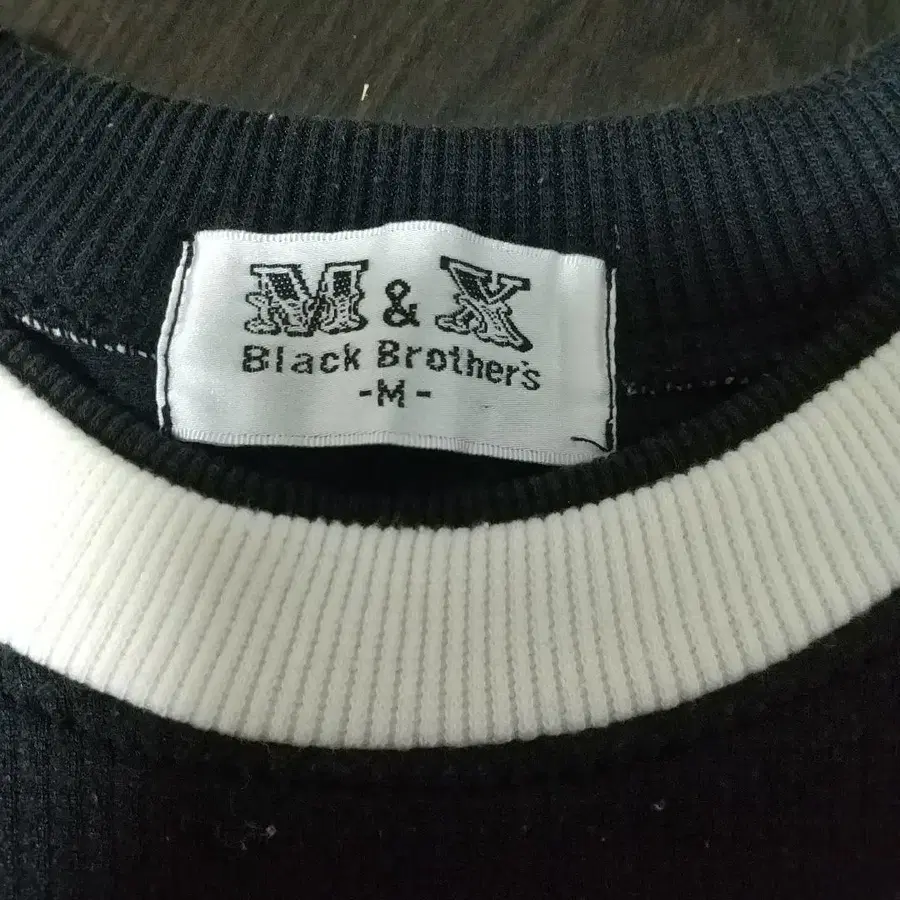 M & X
Black Brother's
-M-